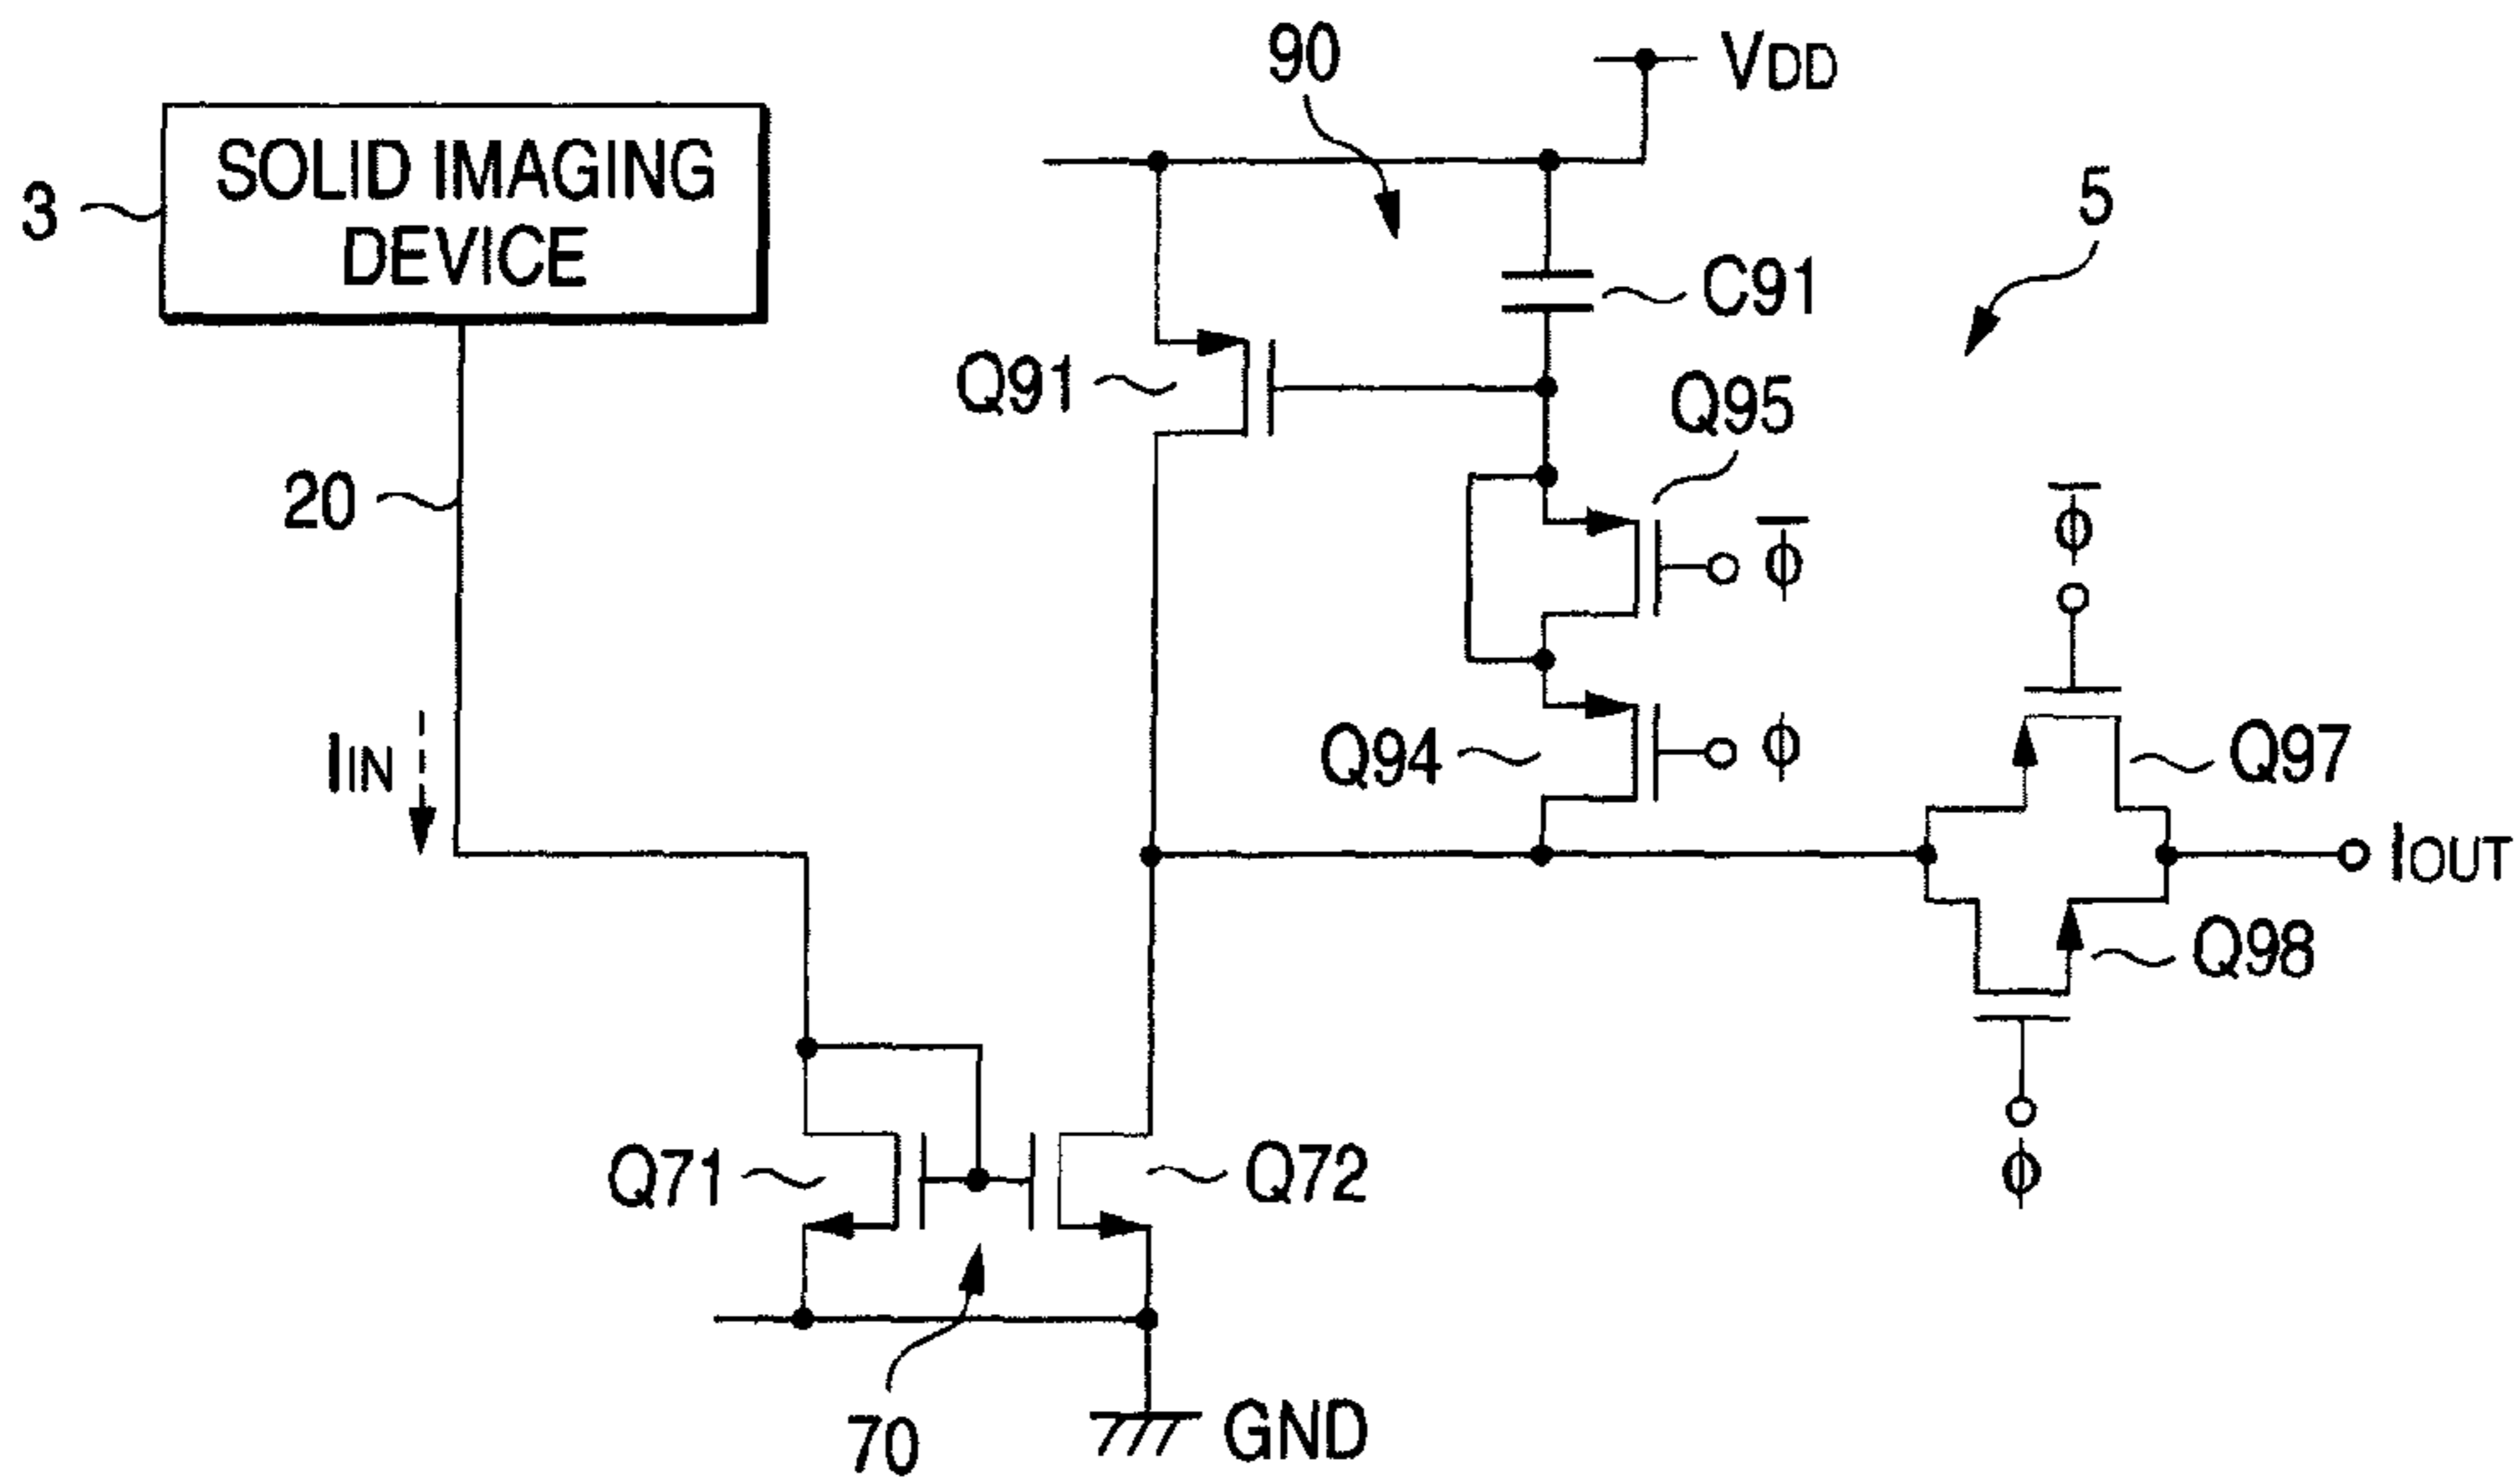 90
VDD
SOLID IMAGING
DEVICE
3
5
C91
Q91
Q95
20
ϕ̅
ϕ̅
IIN
Q94
ϕ
Q97
IOUT
Q98
Q71
Q72
ϕ
70
GND